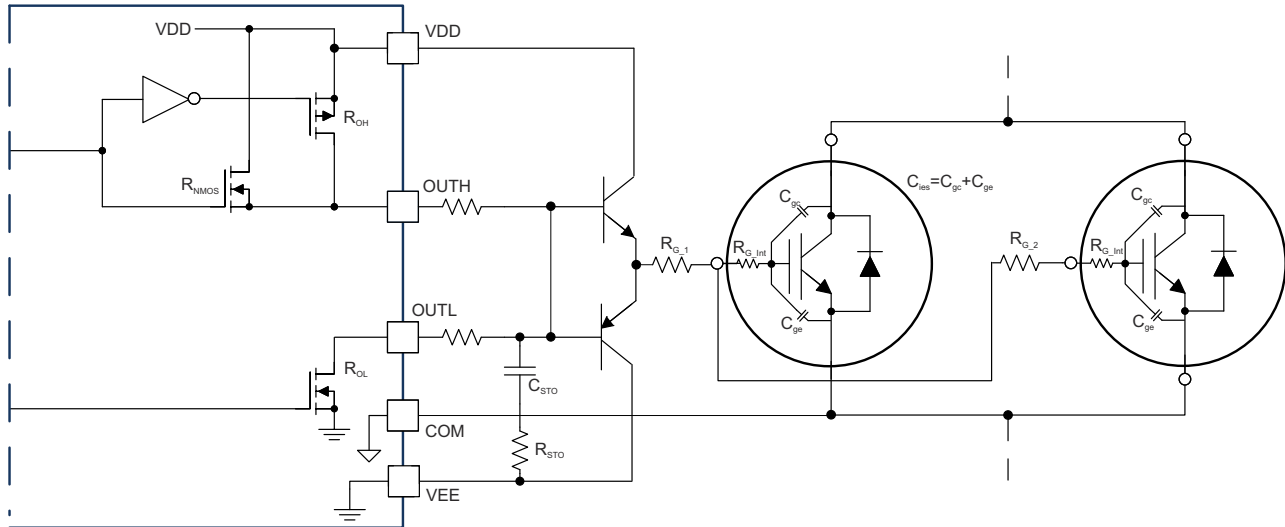 VDD
VDD
R_OH
R_NMOS
OUTH
C_ies=C_gc+C_ge
C_gc
C_gc
R_G_1
R_G_Int
R_G_2
R_G_Int
OUTL
C_ge
C_ge
R_OL
C_STO
COM
R_STO
VEE